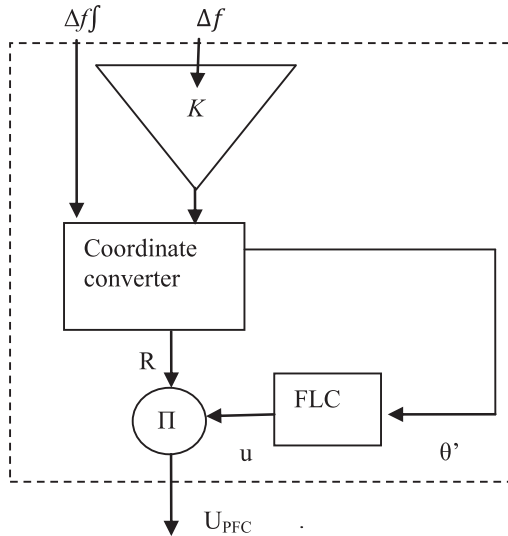 Δf∫ Δf
K
Coordinate
converter
R
Π
FLC
u
θ’
U_PFC .